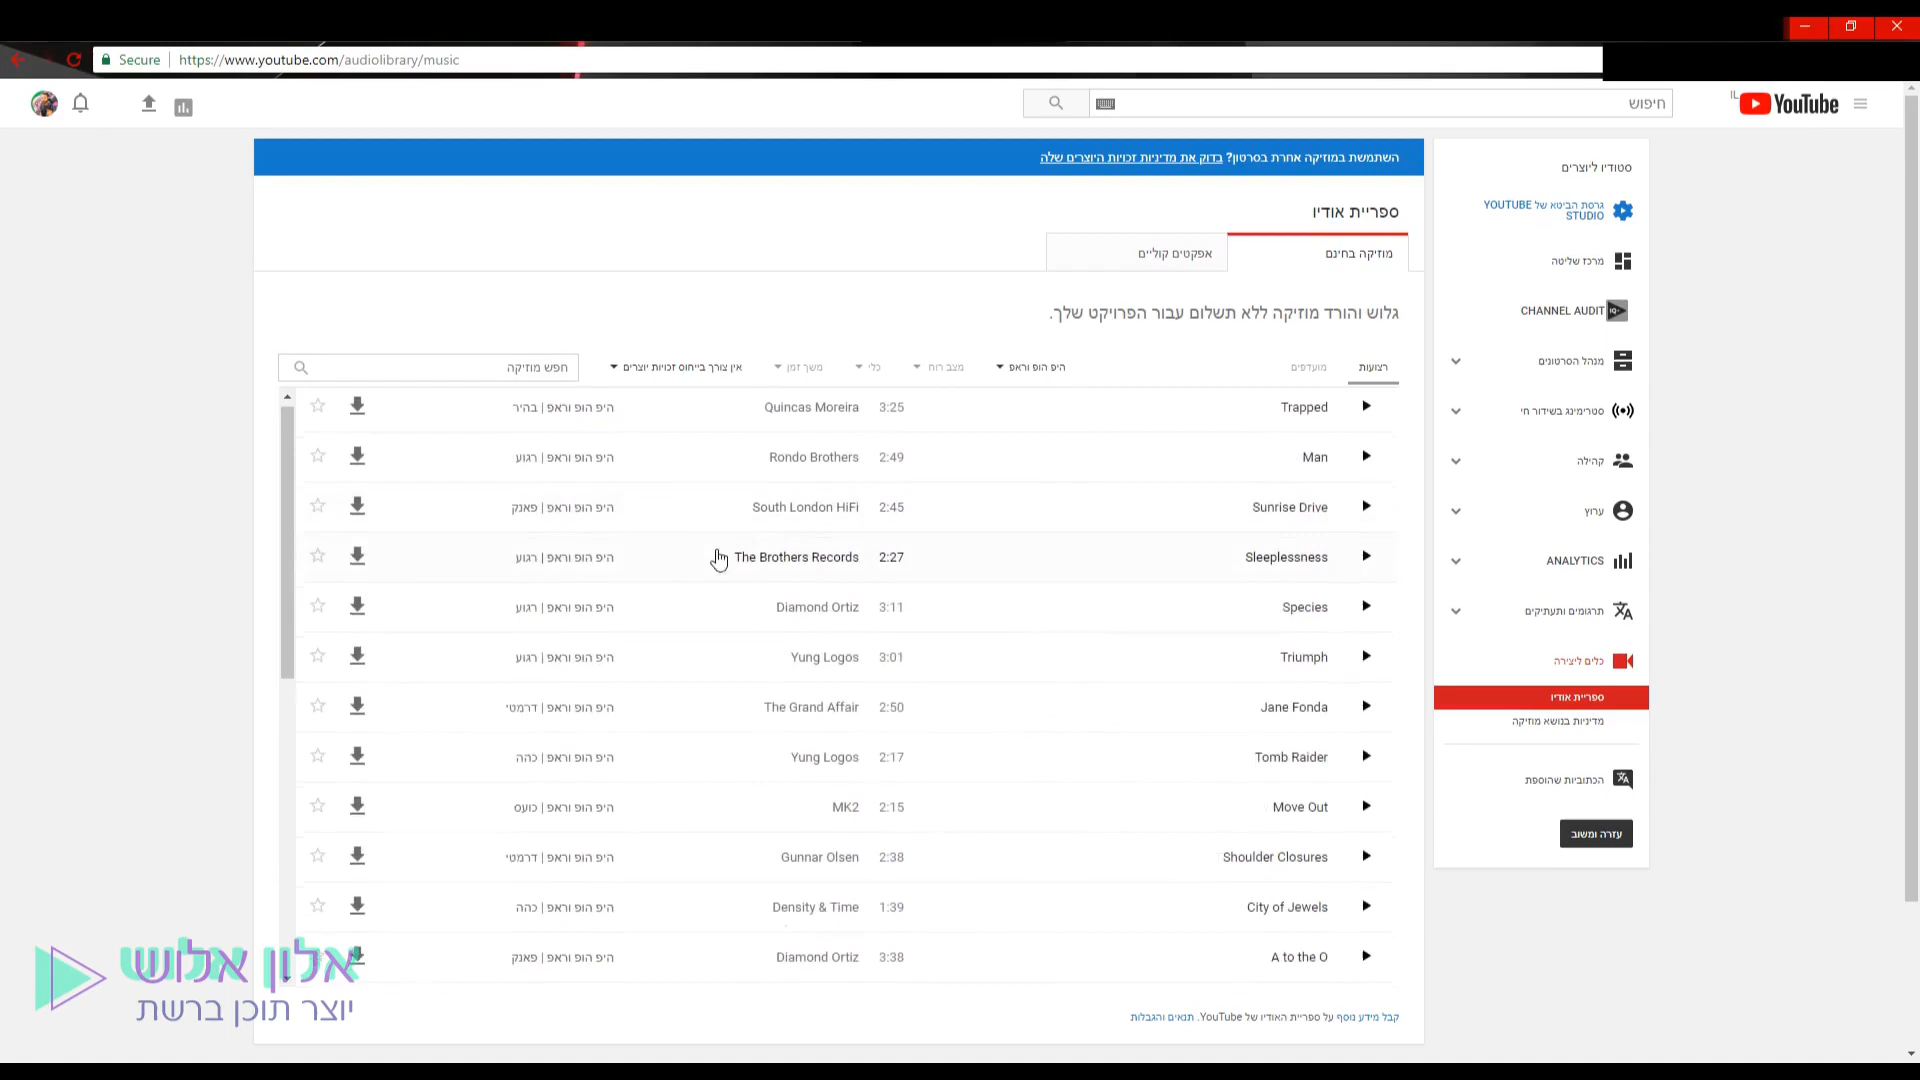 Secure
https://www.youtube.com/audiolibrary/music
YouTube IL
חיפוש
השתמשת במוזיקה אחרת בסרטון? בדוק את מדיניות זכויות היוצרים שלה
ספריית אודיו
מוזיקה בחינם
אפקטים קוליים
גלוש והורד מוזיקה ללא תשלום עבור הפרויקט שלך.
רצועות מועדפים היפ הופ וראפ מצב רוח כלי משך זמן אין צורך בייחוס זכויות יוצרים חפש מוזיקה
Trapped 3:25 Quincas Moreira היפ הופ וראפ | בהיר
Man 2:49 Rondo Brothers היפ הופ וראפ | רגוע
Sunrise Drive 2:45 South London HiFi היפ הופ וראפ | פאנק
Sleeplessness 2:27 The Brothers Records היפ הופ וראפ | רגוע
Species 3:11 Diamond Ortiz היפ הופ וראפ | רגוע
Triumph 3:01 Yung Logos היפ הופ וראפ | רגוע
Jane Fonda 2:50 The Grand Affair היפ הופ וראפ | דרמטי
Tomb Raider 2:17 Yung Logos היפ הופ וראפ | כהה
Move Out 2:15 MK2 היפ הופ וראפ | כועס
Shoulder Closures 2:38 Gunnar Olsen היפ הופ וראפ | דרמטי
City of Jewels 1:39 Density & Time היפ הופ וראפ | כהה
A to the O 3:38 Diamond Ortiz היפ הופ וראפ | פאנק
קבל מידע נוסף על ספריית האודיו של YouTube. תנאים והגבלות
סטודיו ליוצרים
גרסת הביטא של YOUTUBE
STUDIO
מרכז שליטה
CHANNEL AUDIT
מנהל הסרטונים
סטרימינג בשידור חי
קהילה
ערוץ
ANALYTICS
תרגומים ותעתיקים
כלים ליצירה
ספריית אודיו
מדיניות בנושא מוזיקה
הכתוביות שהוספת
עזרה ומשוב
אלון אלוש
יוצר תוכן ברשת